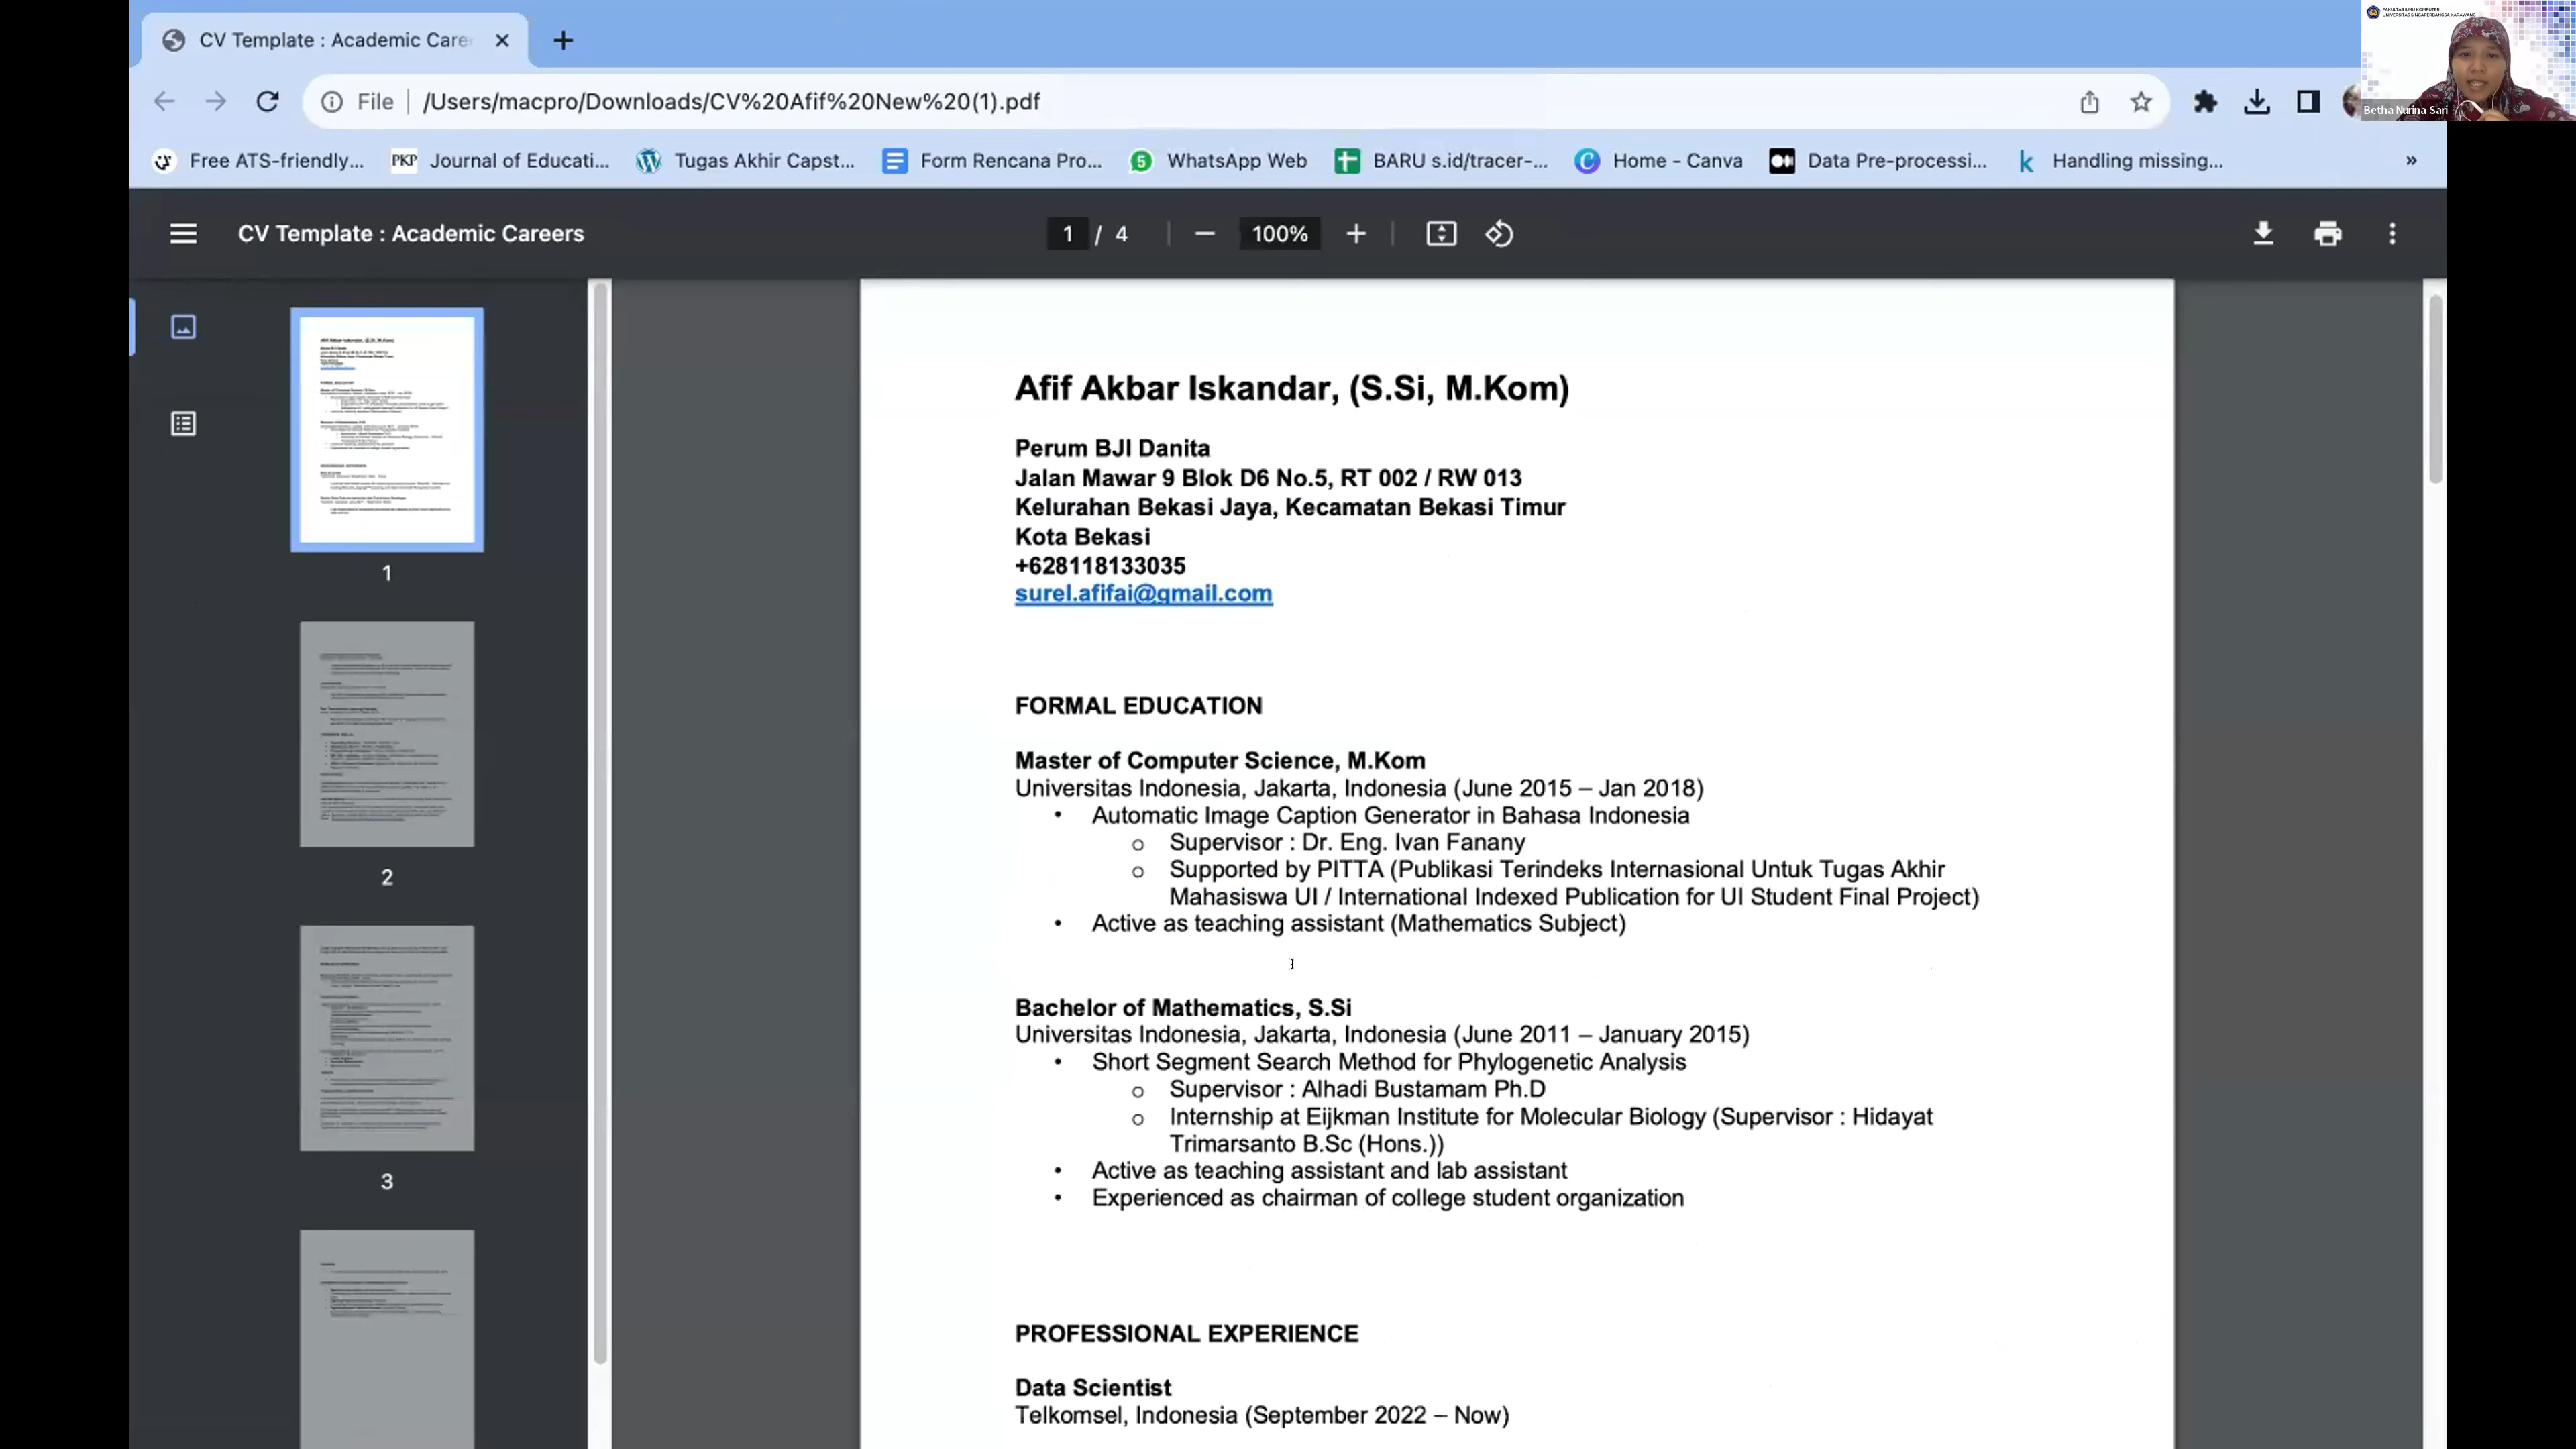 CV Template : Academic Care
File
/Users/macpro/Downloads/CV%20Afif%20New%20(1).pdf
FAKULTAS ILMU KOMPUTER
UNIVERSITAS SINGAPERBANGSA KARAWANG
Betha Nurina Sari
Free ATS-friendly...
PKP Journal of Educati...
Tugas Akhir Capst...
Form Rencana Pro...
5 WhatsApp Web
BARU s.id/tracer-...
Home - Canva
Data Pre-processi...
k Handling missing...
»
CV Template : Academic Careers
1 / 4
100%
1
2
3
Afif Akbar Iskandar, (S.Si, M.Kom)
Perum BJI Danita
Jalan Mawar 9 Blok D6 No.5, RT 002 / RW 013
Kelurahan Bekasi Jaya, Kecamatan Bekasi Timur
Kota Bekasi
+628118133035
surel.afifai@gmail.com
FORMAL EDUCATION
Master of Computer Science, M.Kom
Universitas Indonesia, Jakarta, Indonesia (June 2015 – Jan 2018)
• Automatic Image Caption Generator in Bahasa Indonesia
o Supervisor : Dr. Eng. Ivan Fanany
o Supported by PITTA (Publikasi Terindeks Internasional Untuk Tugas Akhir
Mahasiswa UI / International Indexed Publication for UI Student Final Project)
• Active as teaching assistant (Mathematics Subject)
Bachelor of Mathematics, S.Si
Universitas Indonesia, Jakarta, Indonesia (June 2011 – January 2015)
• Short Segment Search Method for Phylogenetic Analysis
o Supervisor : Alhadi Bustamam Ph.D
o Internship at Eijkman Institute for Molecular Biology (Supervisor : Hidayat
Trimarsanto B.Sc (Hons.))
• Active as teaching assistant and lab assistant
• Experienced as chairman of college student organization
PROFESSIONAL EXPERIENCE
Data Scientist
Telkomsel, Indonesia (September 2022 – Now)